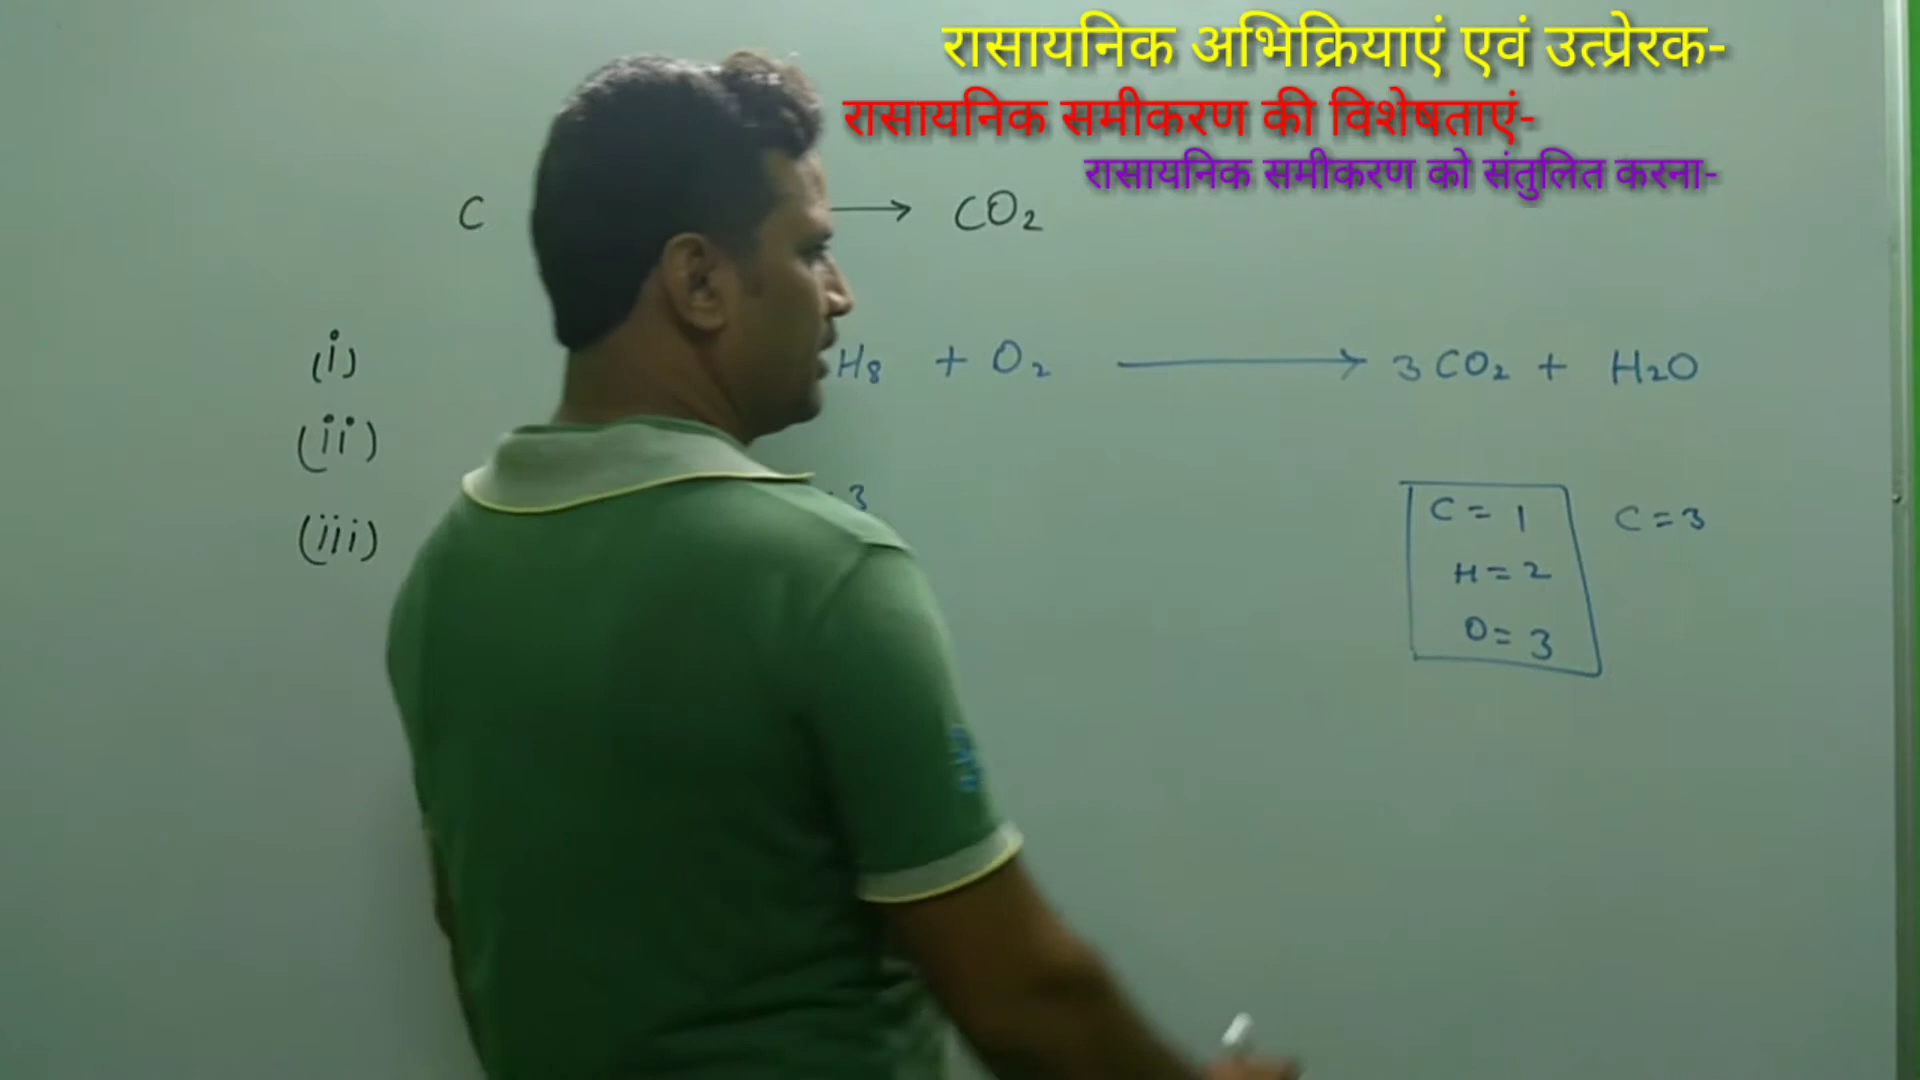 रासायनिक अभिक्रियाएं एवं उत्प्रेरक-
रासायनिक समीकरण की विशेषताएं-
रासायनिक समीकरण को संतुलित करना-
C → CO₂
(i) H₈ + O₂ → 3CO₂ + H₂O
(ii)
(iii)
3
C = 1 C = 3
H = 2
O = 3